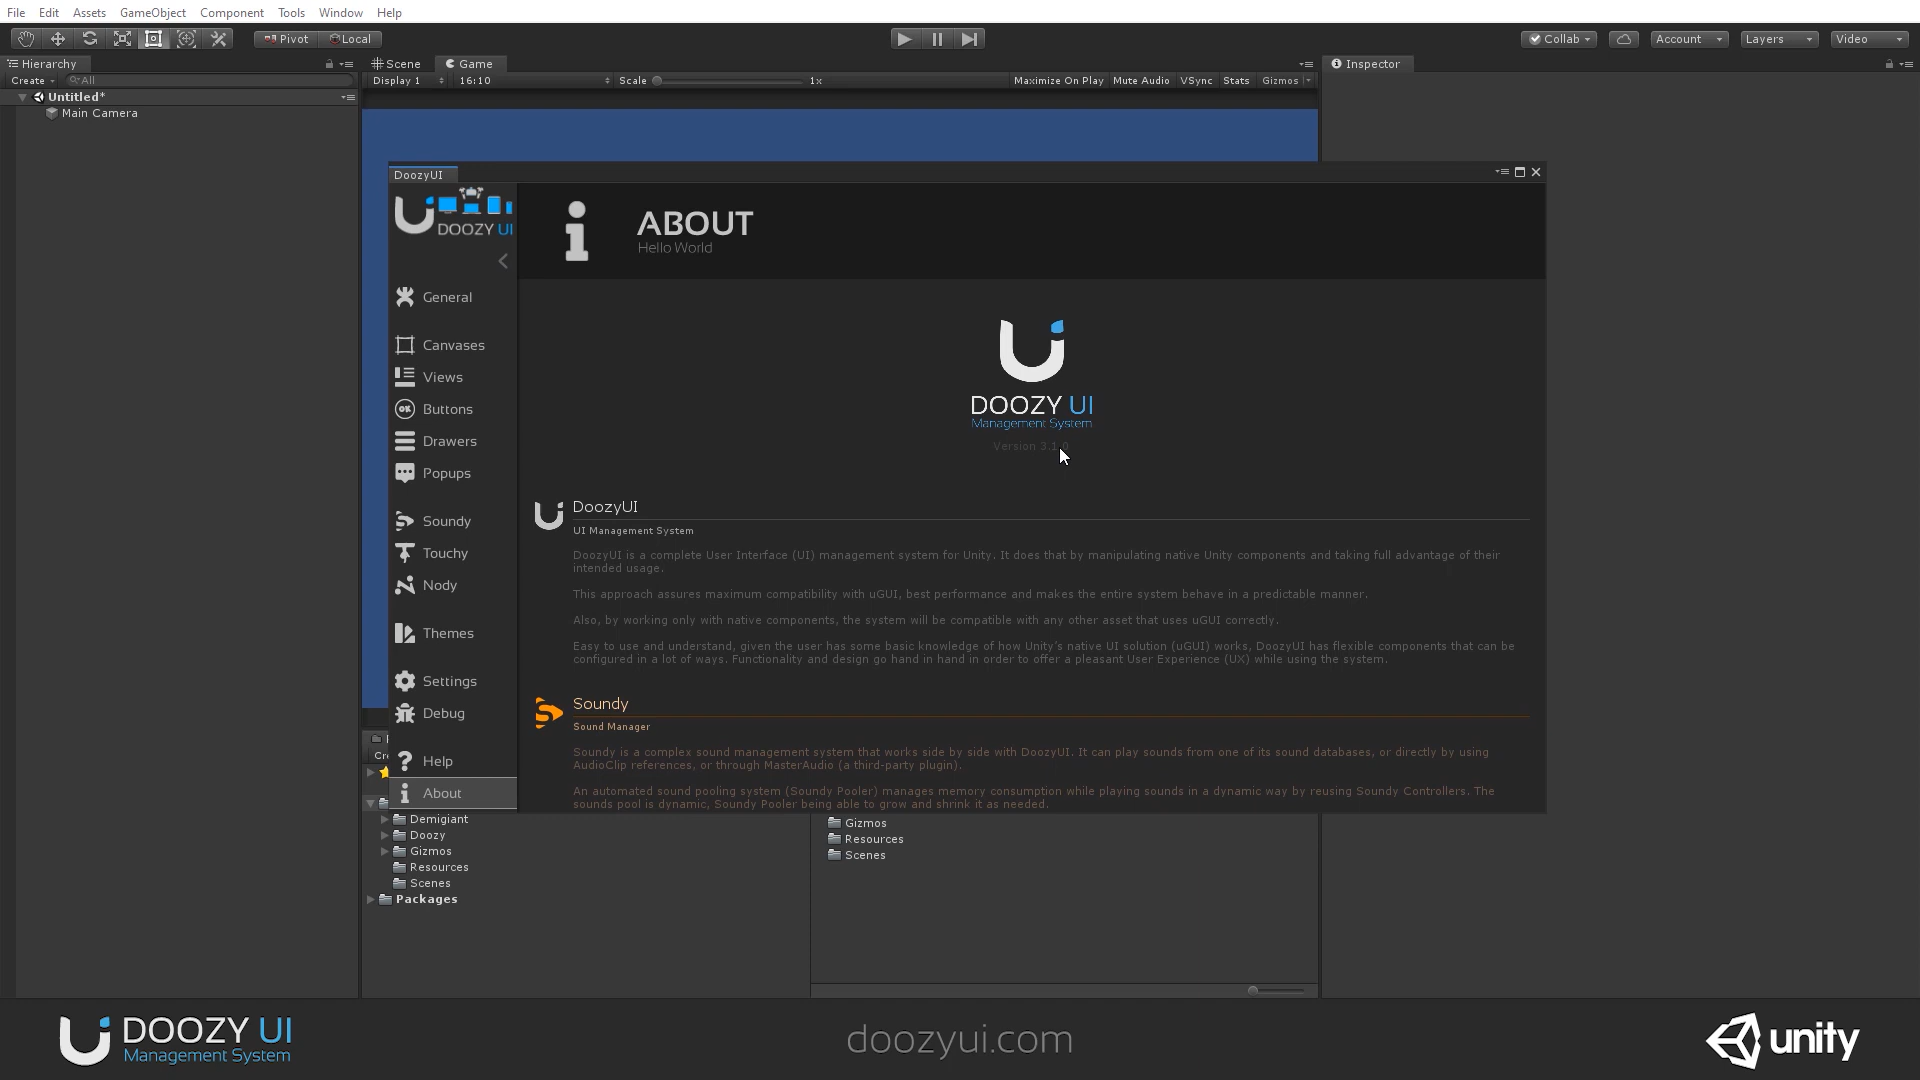 File Edit Assets GameObject Component Tools Window Help
Pivot Local Collab Account Layers Video
Hierarchy Scene Game Inspector
Create All Display 1 16:10 Scale 1x Maximize On Play Mute Audio VSync Stats Gizmos
Untitled*
Main Camera
DoozyUI
DOOZY UI
ABOUT
Hello World
General
Canvases
Views
Buttons
Drawers
Popups
Soundy
Touchy
Nody
Themes
Settings
Debug
Help
About
DOOZY UI
Management System
Version 3.1.0
DoozyUI
UI Management System
DoozyUI is a complete User Interface (UI) management system for Unity. It does that by manipulating native Unity components and taking full advantage of their
intended usage.
This approach assures maximum compatibility with uGUI, best performance and makes the entire system behave in a predictable manner.
Also, by working only with native components, the system will be compatible with any other asset that uses uGUI correctly.
Easy to use and understand, given the user has some basic knowledge of how Unity's native UI solution (uGUI) works, DoozyUI has flexible components that can be
configured in a lot of ways. Functionality and design go hand in hand in order to offer a pleasant User Experience (UX) while using the system.
Soundy
Sound Manager
Soundy is a complex sound management system that works side by side with DoozyUI. It can play sounds from one of its sound databases, or directly by using
AudioClip references, or through MasterAudio (a third-party plugin).
An automated sound pooling system (Soundy Pooler) manages memory consumption while playing sounds in a dynamic way by reusing Soundy Controllers. The
sounds pool is dynamic, Soundy Pooler being able to grow and shrink it as needed.
Demigiant
Doozy
Gizmos
Resources
Scenes
Packages
Gizmos
Resources
Scenes
DOOZY UI
Management System
doozyui.com
unity